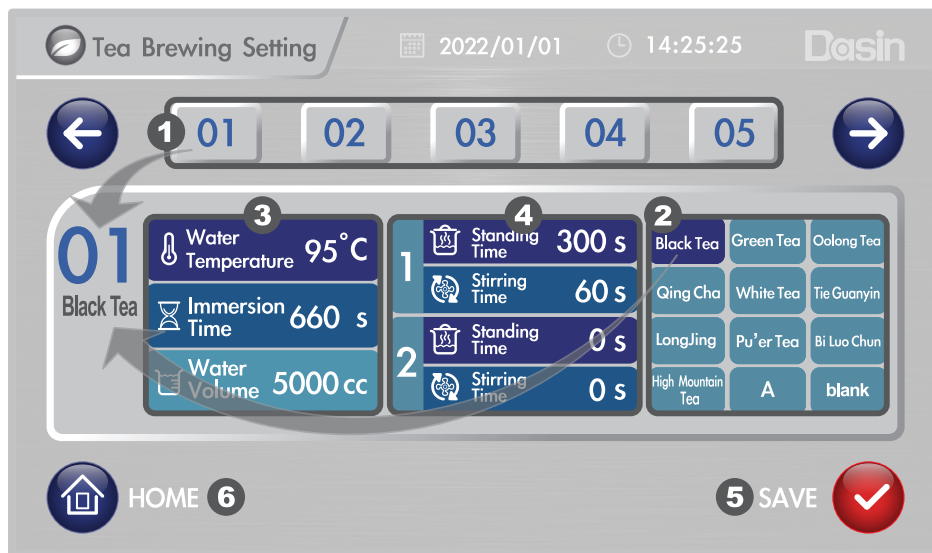 Tea Brewing Setting
2022/01/01
14:25:25
Dasin
1
01
02
03
04
05
01
Black Tea
3
Water
Temperature
95°C
Immersion
Time
660 s
Water
Volume
5000 cc
4
1
Standing
Time
300 s
Stirring
Time
60 s
2
Standing
Time
0 s
Stirring
Time
0 s
2
Black Tea
Green Tea
Oolong Tea
Qing Cha
White Tea
Tie Guanyin
LongJing
Pu'er Tea
Bi Luo Chun
High Mountain
Tea
A
blank
HOME
6
5
SAVE